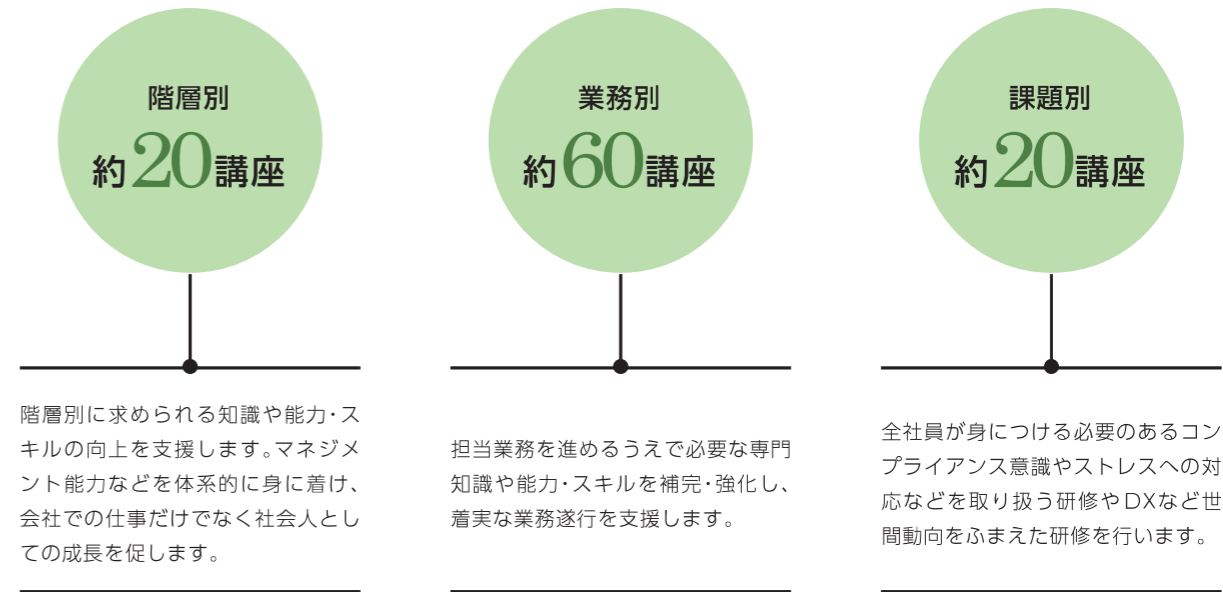 階層別
約20講座
階層別に求められる知識や能力・ス
キルの向上を支援します。マネジメ
ント能力などを体系的に身に着け、
会社での仕事だけでなく社会人とし
ての成長を促します。
業務別
約60講座
担当業務を進めるうえで必要な専門
知識や能力・スキルを補完・強化し、
着実な業務遂行を支援します。
課題別
約20講座
全社員が身につける必要のあるコン
プライアンス意識やストレスへの対
応などを取り扱う研修やDXなど世
間動向をふまえた研修を行います。